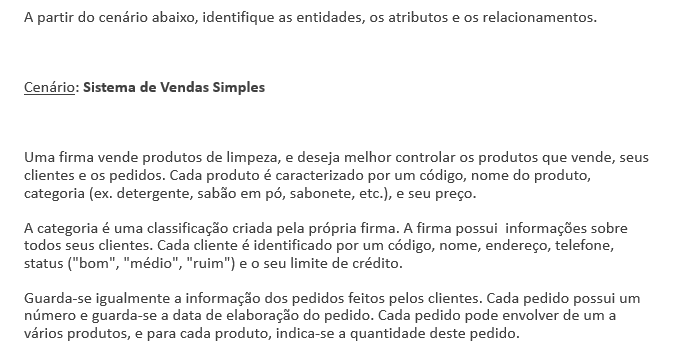 A partir do cenário abaixo, identifique as entidades, os atributos e os relacionamentos.
Cenário: Sistema de Vendas Simples
Uma firma vende produtos de limpeza, e deseja melhor controlar os produtos que vende, seus
clientes e os pedidos. Cada produto é caracterizado por um código, nome do produto,
categoria (ex. detergente, sabão em pó, sabonete, etc.), e seu preço.
A categoria é uma classificação criada pela própria firma. A firma possui  informações sobre
todos seus clientes. Cada cliente é identificado por um código, nome, endereço, telefone,
status ("bom", "médio", "ruim") e o seu limite de crédito.
Guarda-se igualmente a informação dos pedidos feitos pelos clientes. Cada pedido possui um
número e guarda-se a data de elaboração do pedido. Cada pedido pode envolver de um a
vários produtos, e para cada produto, indica-se a quantidade deste pedido.